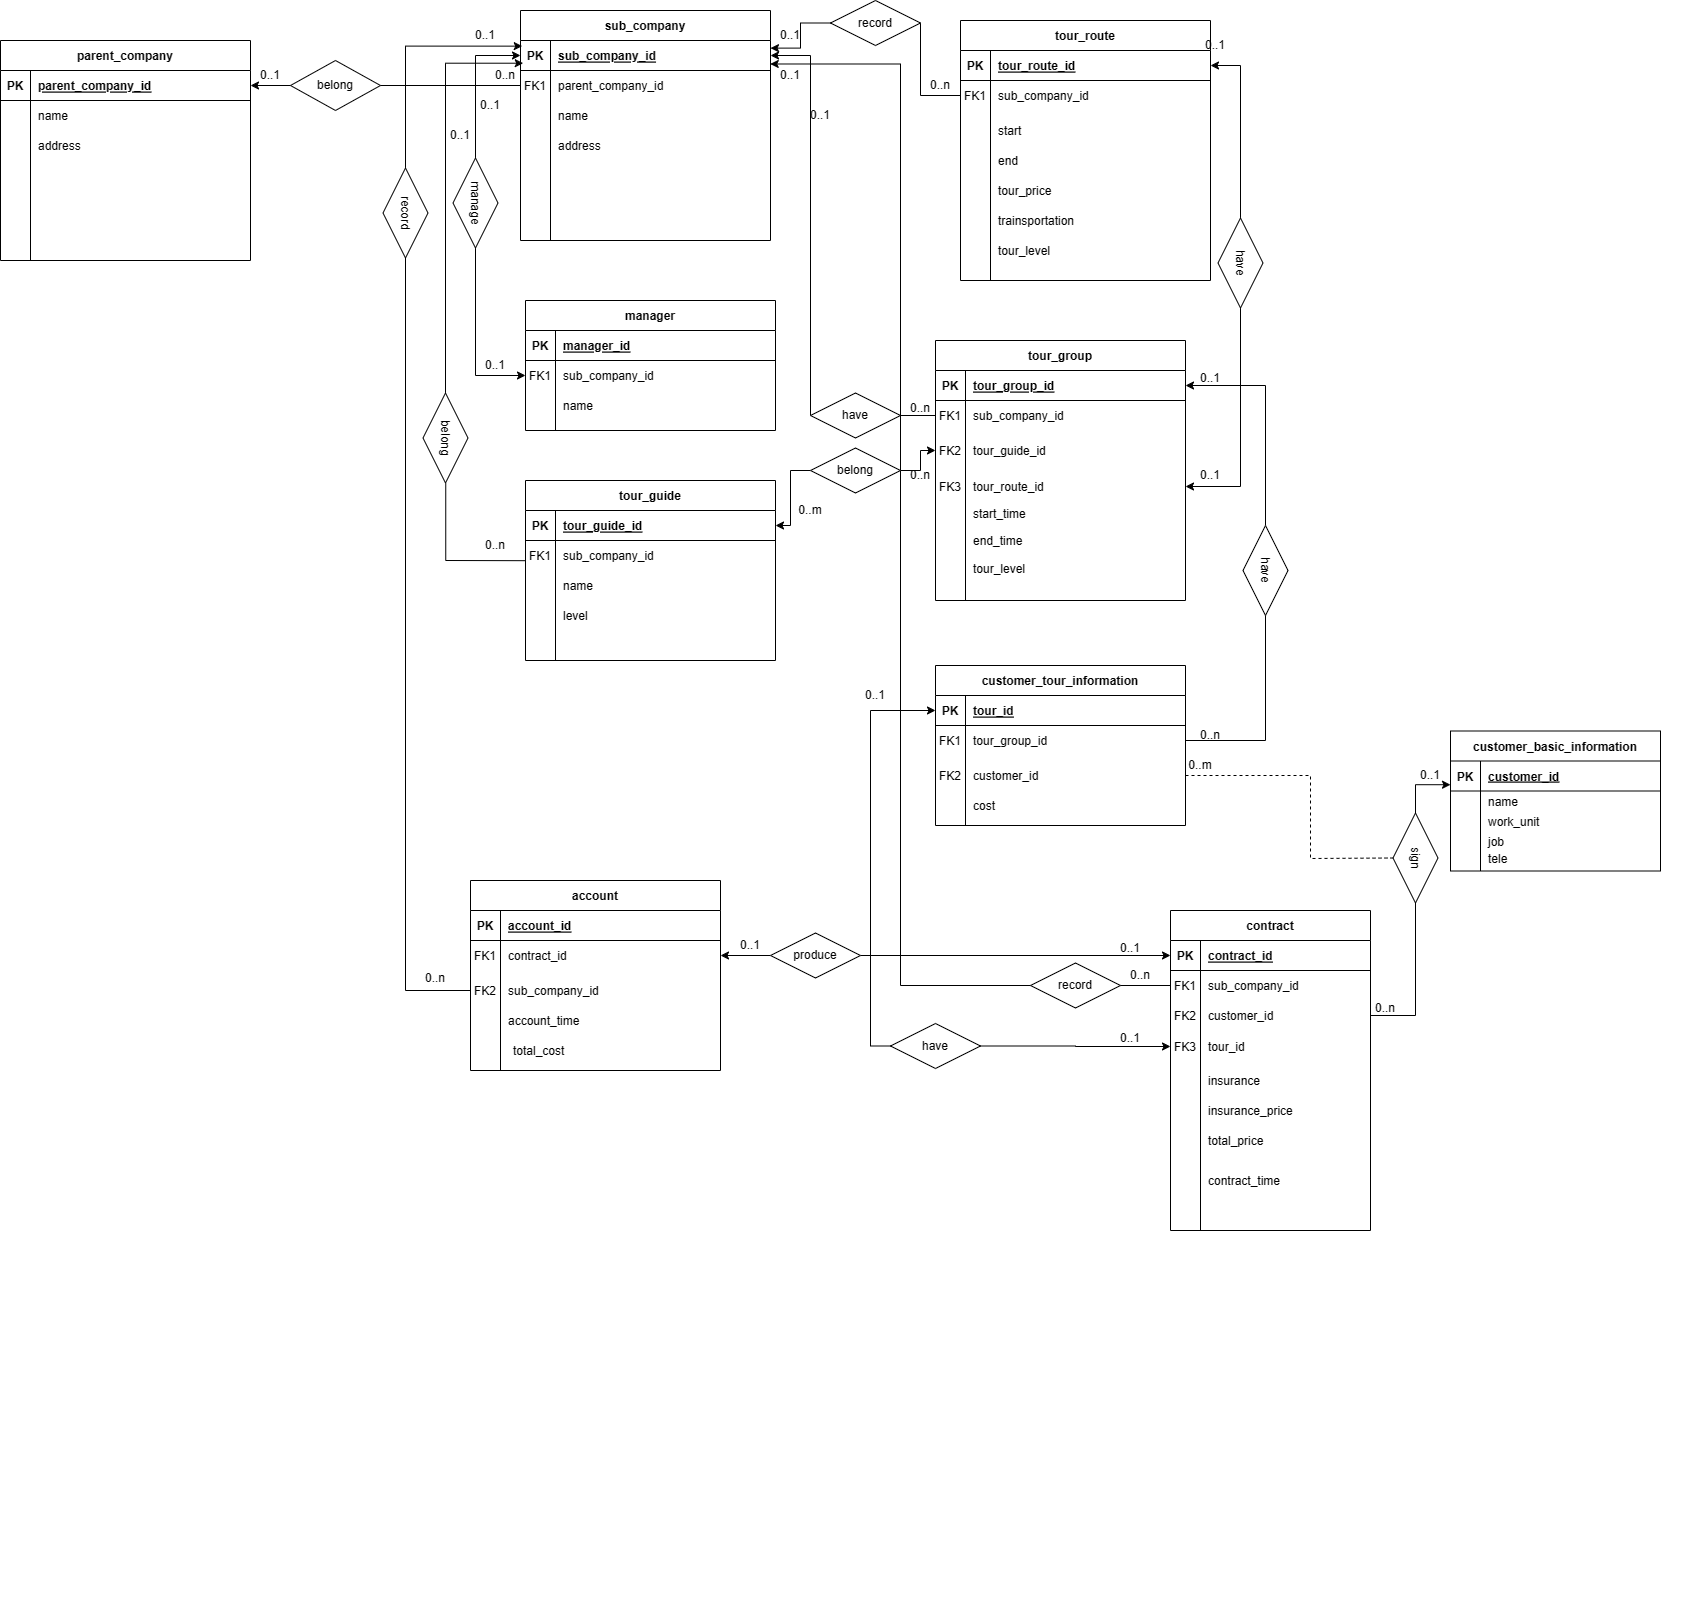 parent_company
PK parent_company_id
name
address
0..1
belong
0..n
sub_company
PK sub_company_id
FK1 parent_company_id
name
address
0..1
0..1
0..1
record
manage
0..1
0..1
0..1
record
0..n
tour_route
0..1
PK tour_route_id
FK1 sub_company_id
start
end
tour_price
trainsportation
tour_level
have
manager
PK manager_id
0..1
FK1 sub_company_id
name
belong
tour_group
PK tour_group_id
0..1
have
0..n
FK1 sub_company_id
FK2 tour_guide_id
belong
0..n
FK3 tour_route_id
0..1
start_time
end_time
tour_level
0..m
have
tour_guide
PK tour_guide_id
0..n
FK1 sub_company_id
name
level
customer_tour_information
0..1
PK tour_id
FK1 tour_group_id
0..n
FK2 customer_id
0..m
cost
customer_basic_information
0..1
PK customer_id
name
work_unit
job
tele
sign
account
PK account_id
FK1 contract_id
0..n
FK2 sub_company_id
account_time
total_cost
0..1
produce
0..1
record
0..n
have
0..1
contract
PK contract_id
FK1 sub_company_id
FK2 customer_id
0..n
FK3 tour_id
insurance
insurance_price
total_price
contract_time